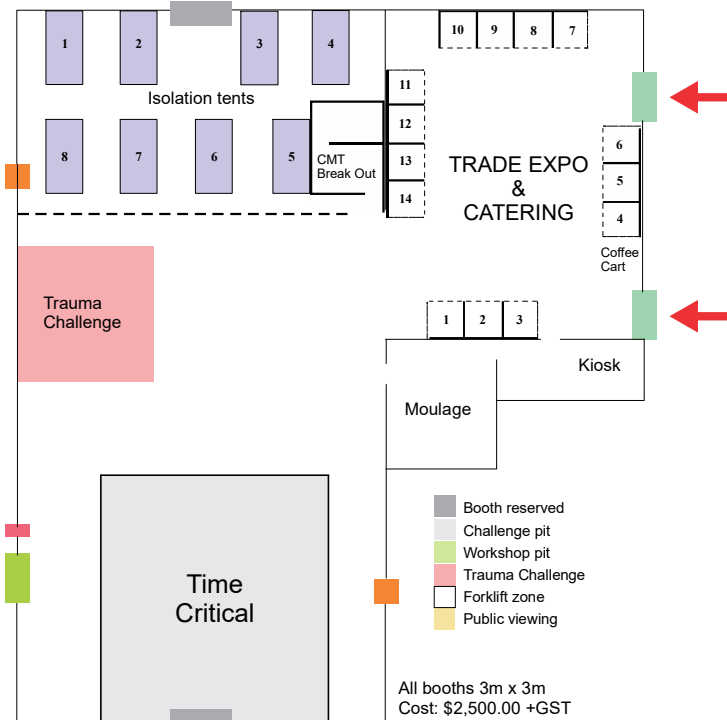 1 2 3 4
10 9 8 7
Isolation tents
11
12
13
14
8 7 6 5
CMT
Break Out
TRADE EXPO
&
CATERING
6
5
4
Coffee
Cart
Trauma
Challenge
1 2 3
Kiosk
Moulage
Time
Critical
Booth reserved
Challenge pit
Workshop pit
Trauma Challenge
Forklift zone
Public viewing
All booths 3m x 3m
Cost: $2,500.00 +GST